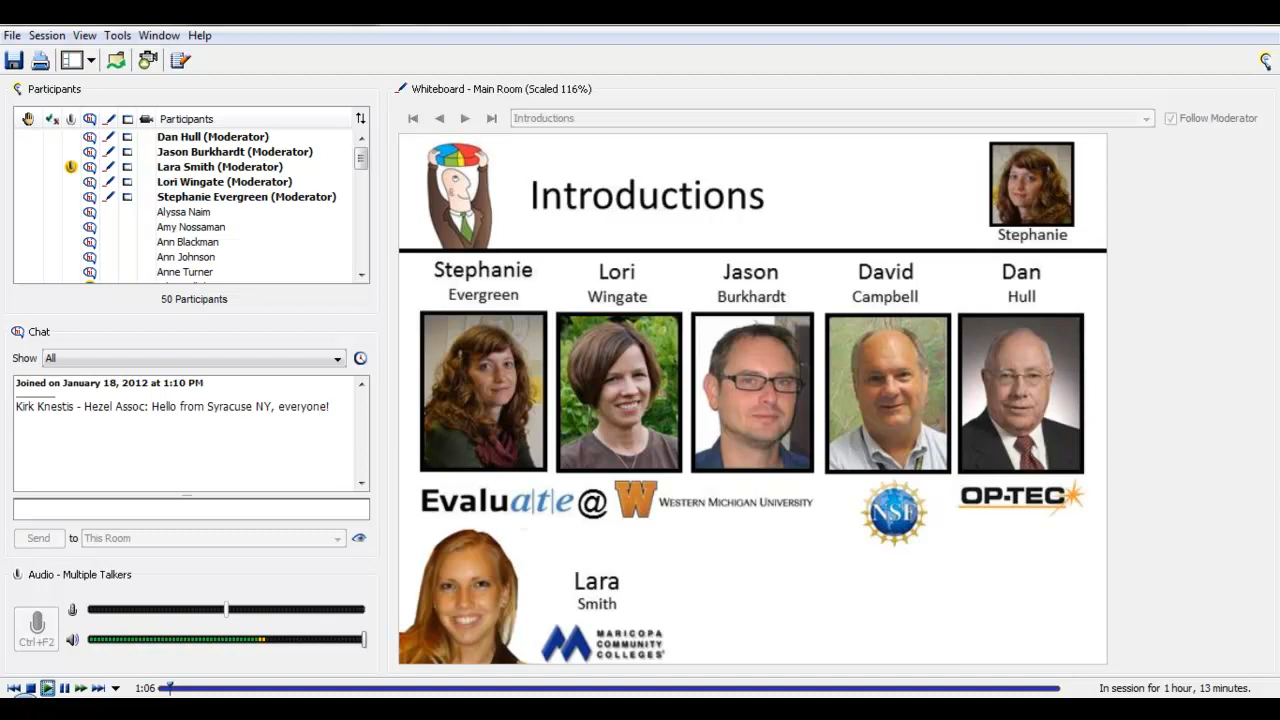 File Session View Tools Window Help
Participants
Participants
Dan Hull (Moderator)
Jason Burkhardt (Moderator)
Lara Smith (Moderator)
Lori Wingate (Moderator)
Stephanie Evergreen (Moderator)
Alyssa Naim
Amy Nossaman
Ann Blackman
Ann Johnson
Anne Turner
50 Participants
Chat
Show All
Joined on January 18, 2012 at 1:10 PM
Kirk Knestis - Hezel Assoc: Hello from Syracuse NY, everyone!
Send to This Room
Audio - Multiple Talkers
Ctrl+F2
Whiteboard - Main Room (Scaled 116%)
Introductions Follow Moderator
Introductions
Stephanie
Stephanie Lori Jason David Dan
Evergreen Wingate Burkhardt Campbell Hull
Evaluate@ W WESTERN MICHIGAN UNIVERSITY NSF OP-TEC
Lara
Smith
MARICOPA
COMMUNITY
COLLEGES
1:06 In session for 1 hour, 13 minutes.